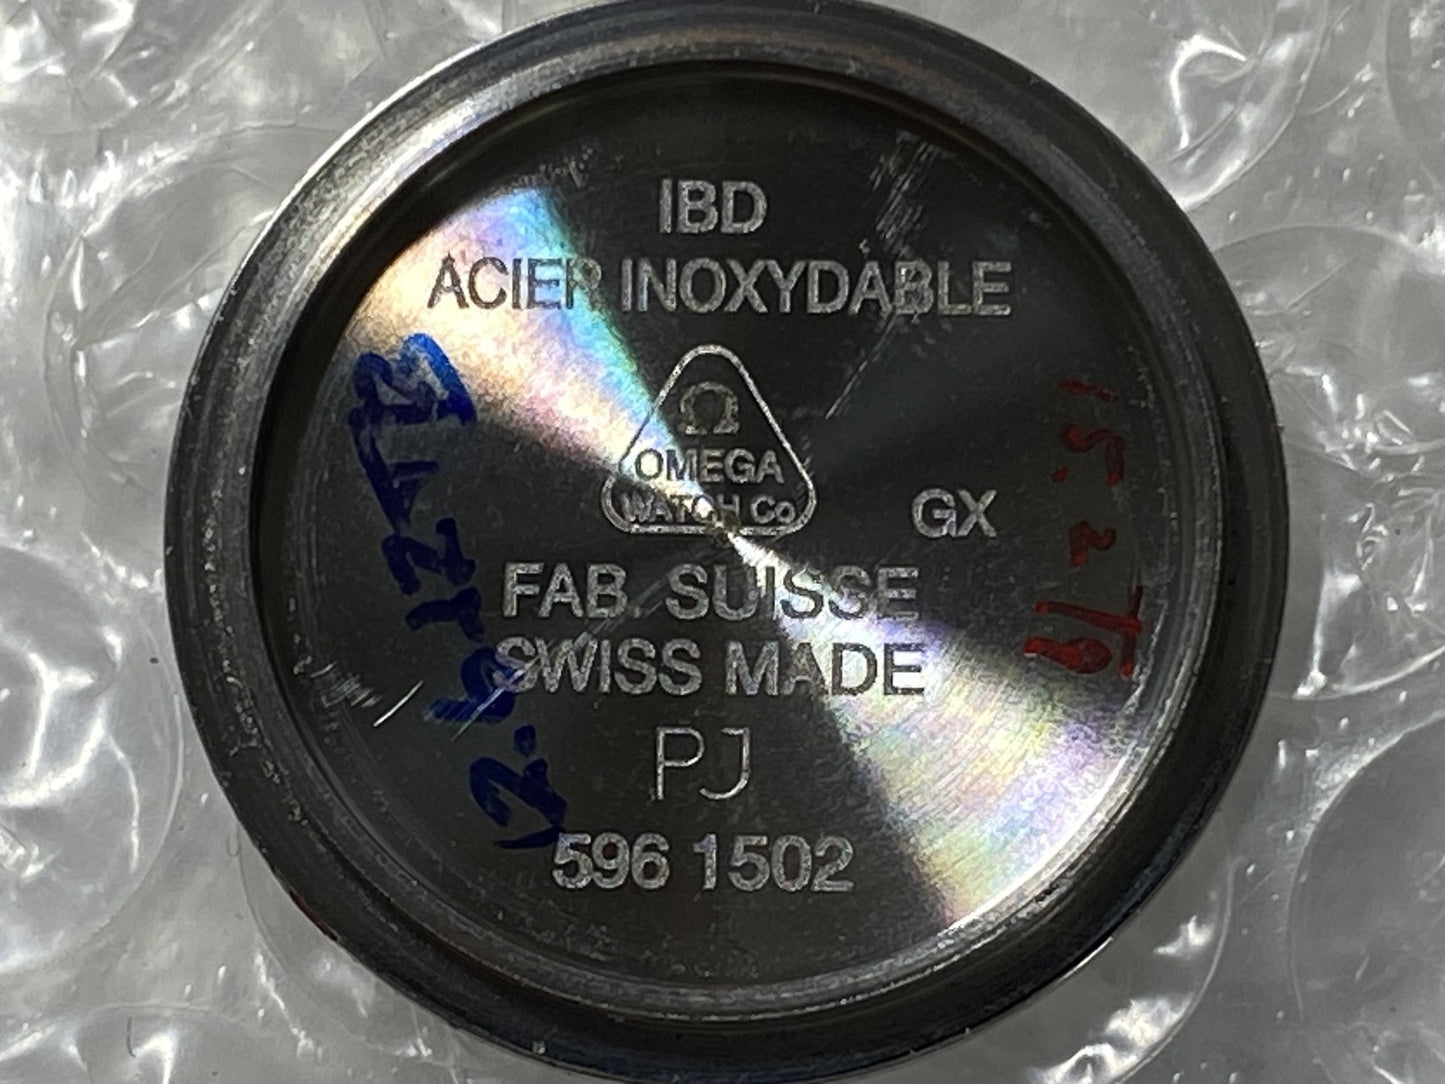 IBD
ACIER INOXYDABLE
Ω
OMEGA
WATCH Co
GX
FAB. SUISSE
SWISS MADE
PJ
596 1502